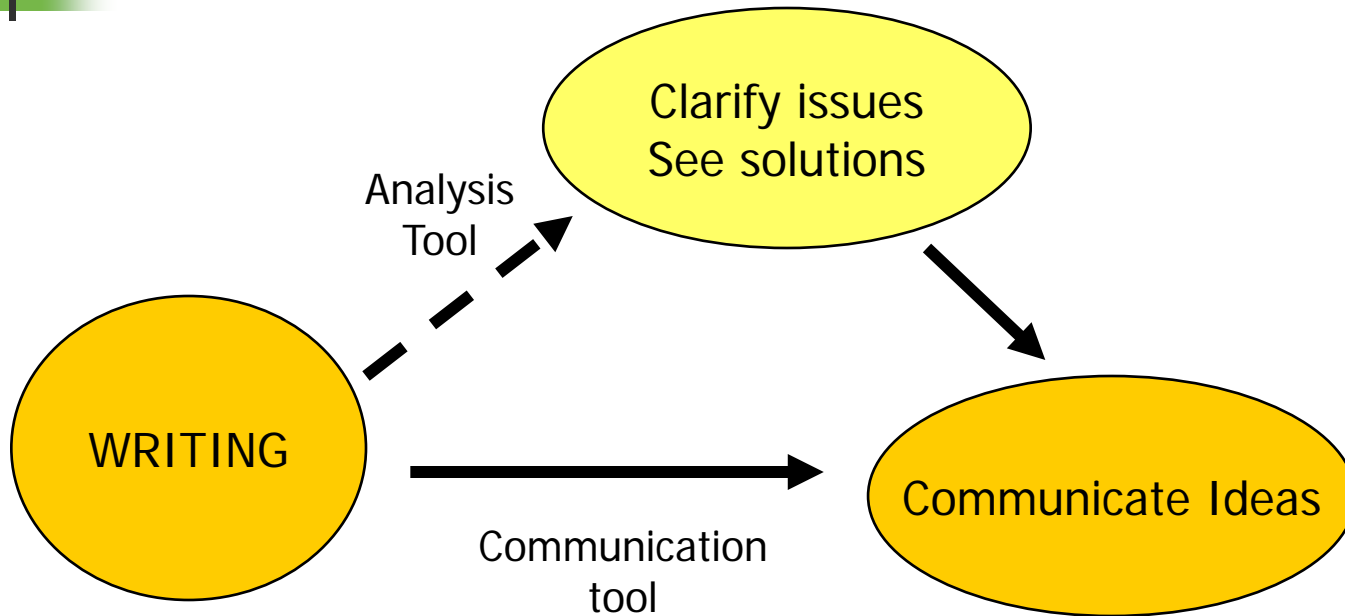 Clarify issues
See solutions
Analysis
Tool
WRITING
Communicate Ideas
Communication
tool